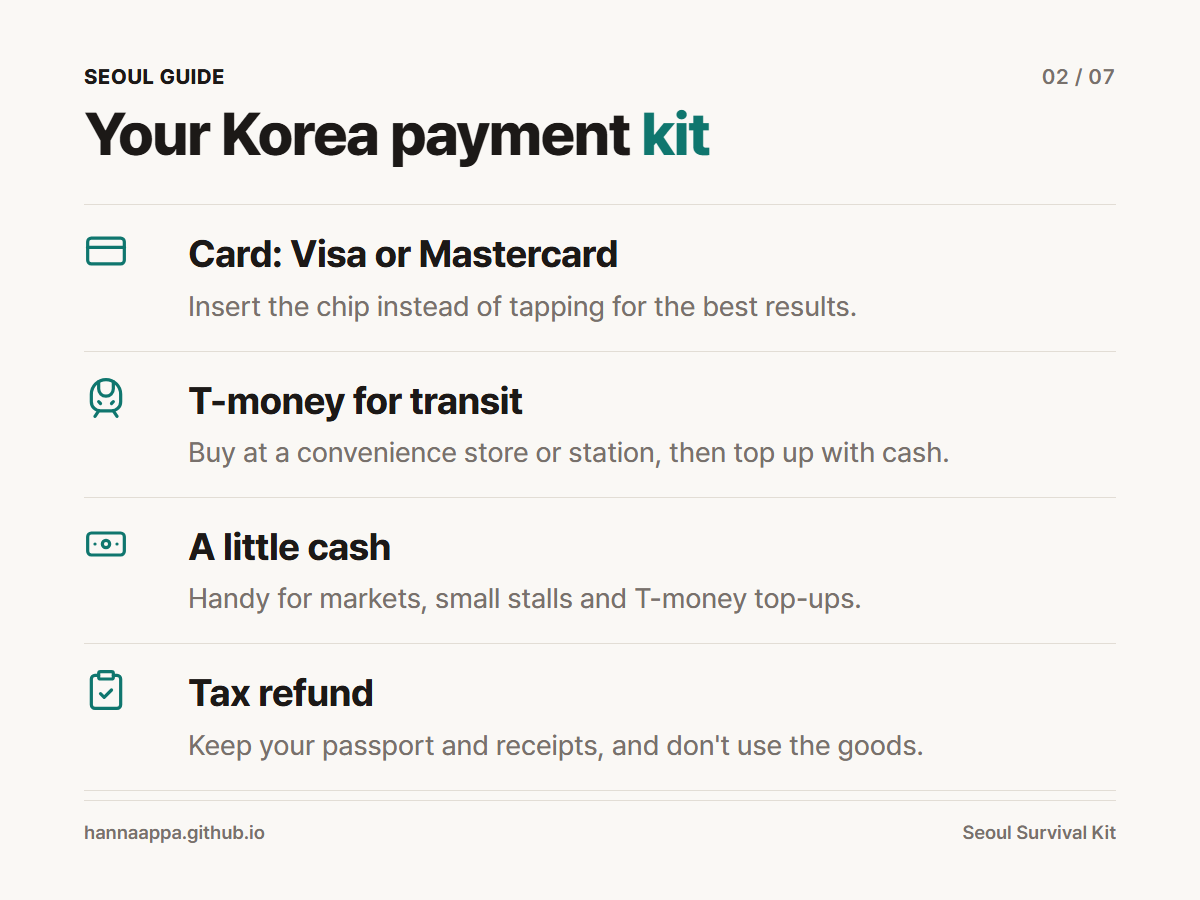 SEOUL GUIDE
02 / 07
Your Korea payment kit
Card: Visa or Mastercard
Insert the chip instead of tapping for the best results.
T-money for transit
Buy at a convenience store or station, then top up with cash.
A little cash
Handy for markets, small stalls and T-money top-ups.
Tax refund
Keep your passport and receipts, and don't use the goods.
hannaappa.github.io
Seoul Survival Kit